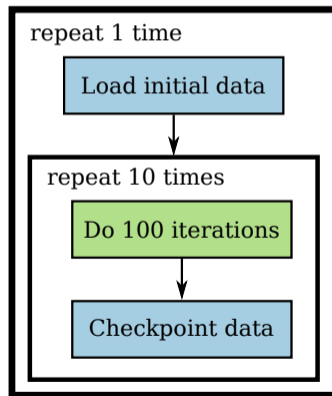 repeat 1 time
Load initial data
repeat 10 times
Do 100 iterations
Checkpoint data